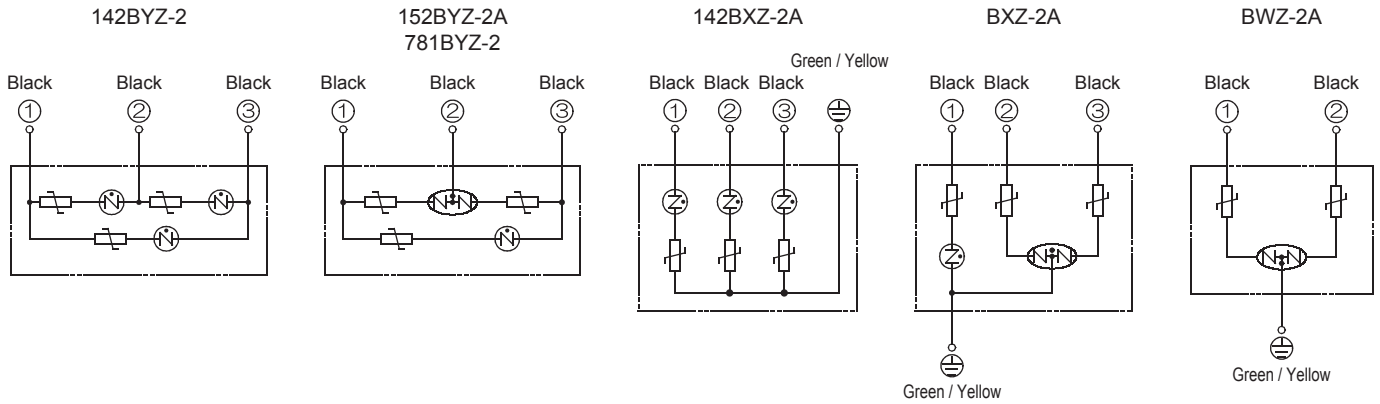 142BYZ-2
152BYZ-2A
781BYZ-2
142BXZ-2A
BXZ-2A
BWZ-2A
Green / Yellow
Black Black Black
① ② ③
Black Black Black
① ② ③
Black Black Black
① ② ③
Black Black Black
① ② ③
Black Black
① ②
Green / Yellow
Green / Yellow